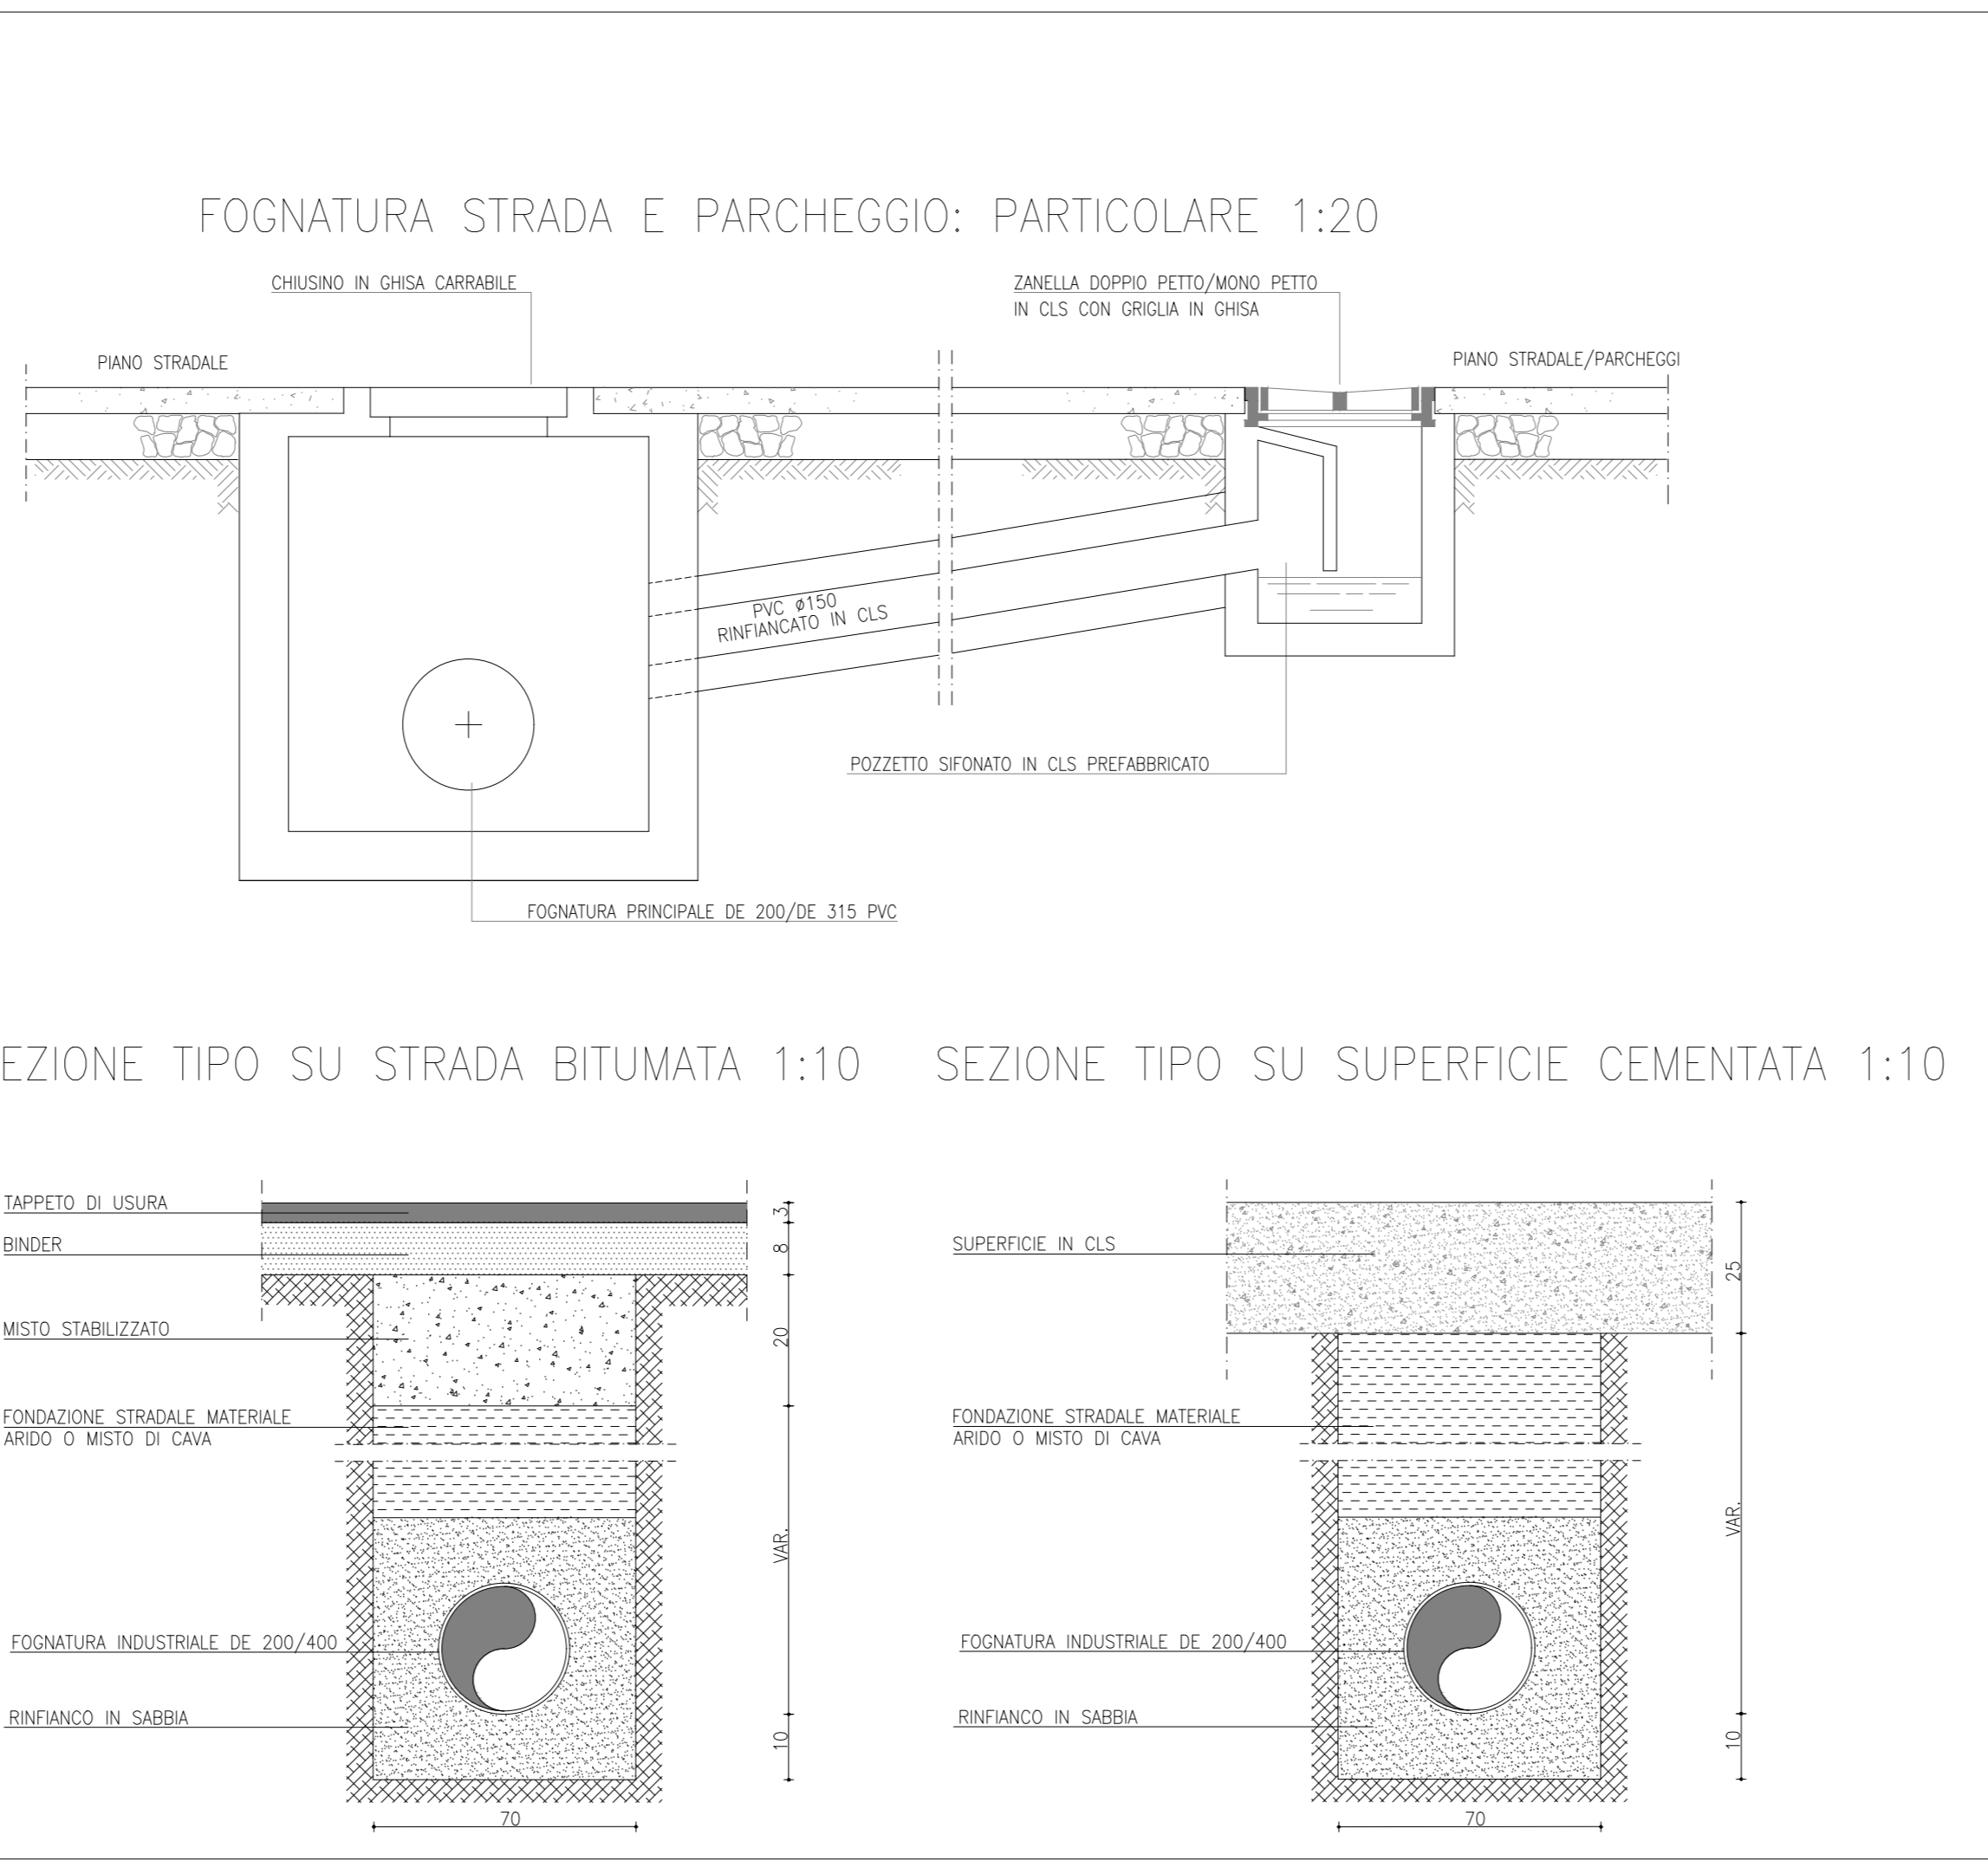 FOGNATURA STRADA E PARCHEGGIO: PARTICOLARE 1:20
CHIUSINO IN GHISA CARRABILE
ZANELLA DOPPIO PETTO/MONO PETTO
IN CLS CON GRIGLIA IN GHISA
PIANO STRADALE
PIANO STRADALE/PARCHEGGI
PVC ø150
RINFIANCATO IN CLS
POZZETTO SIFONATO IN CLS PREFABBRICATO
FOGNATURA PRINCIPALE DE 200/DE 315 PVC
EZIONE TIPO SU STRADA BITUMATA 1:10
TAPPETO DI USURA
BINDER
MISTO STABILIZZATO
FONDAZIONE STRADALE MATERIALE
ARIDO O MISTO DI CAVA
FOGNATURA INDUSTRIALE DE 200/400
RINFIANCO IN SABBIA
3
8
20
VAR.
10
70
SEZIONE TIPO SU SUPERFICIE CEMENTATA 1:10
SUPERFICIE IN CLS
FONDAZIONE STRADALE MATERIALE
ARIDO O MISTO DI CAVA
FOGNATURA INDUSTRIALE DE 200/400
RINFIANCO IN SABBIA
25
VAR.
10
70